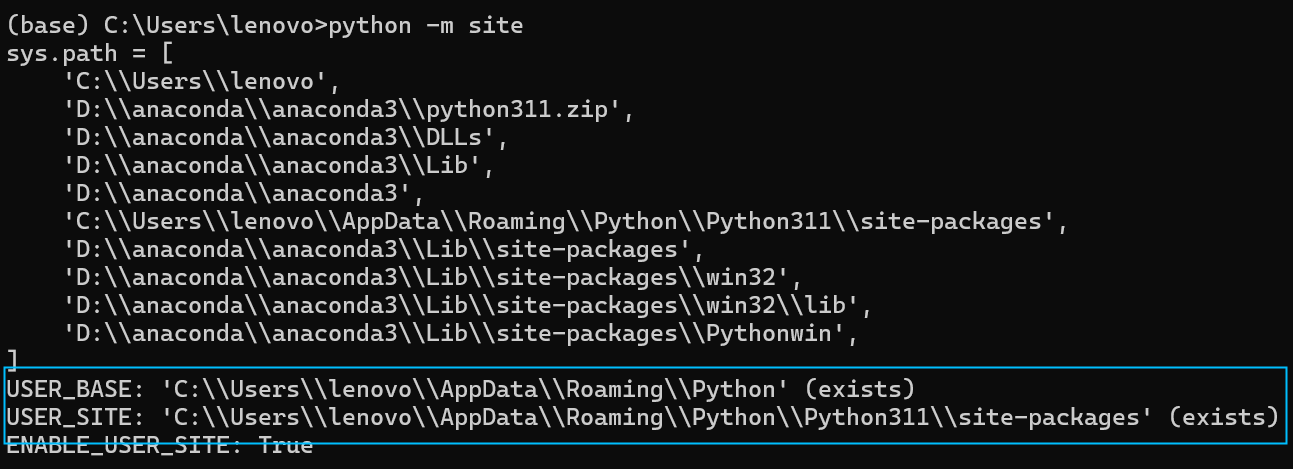 (base) C:\Users\lenovo>python -m site
sys.path = [
    'C:\\Users\\lenovo',
    'D:\\anaconda\\anaconda3\\python311.zip',
    'D:\\anaconda\\anaconda3\\DLLs',
    'D:\\anaconda\\anaconda3\\Lib',
    'D:\\anaconda\\anaconda3',
    'C:\\Users\\lenovo\\AppData\\Roaming\\Python\\Python311\\site-packages',
    'D:\\anaconda\\anaconda3\\Lib\\site-packages',
    'D:\\anaconda\\anaconda3\\Lib\\site-packages\\win32',
    'D:\\anaconda\\anaconda3\\Lib\\site-packages\\win32\\lib',
    'D:\\anaconda\\anaconda3\\Lib\\site-packages\\Pythonwin',
]
USER_BASE: 'C:\\Users\\lenovo\\AppData\\Roaming\\Python' (exists)
USER_SITE: 'C:\\Users\\lenovo\\AppData\\Roaming\\Python\\Python311\\site-packages' (exists)
ENABLE_USER_SITE: True